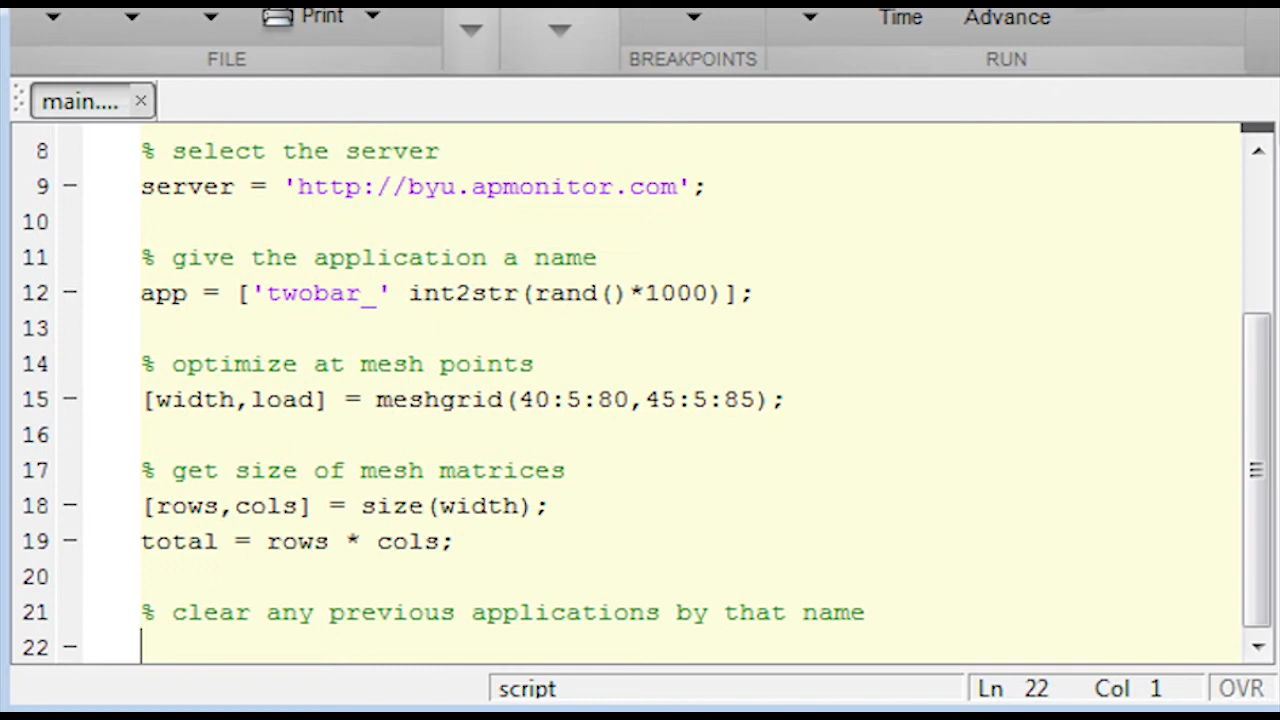 Print
Time Advance
FILE BREAKPOINTS RUN
main....
8 % select the server
9 server = 'http://byu.apmonitor.com';
10
11 % give the application a name
12 app = ['twobar_' int2str(rand()*1000)];
13
14 % optimize at mesh points
15 [width,load] = meshgrid(40:5:80,45:5:85);
16
17 % get size of mesh matrices
18 [rows,cols] = size(width);
19 total = rows * cols;
20
21 % clear any previous applications by that name
22
script Ln 22 Col 1 OVR